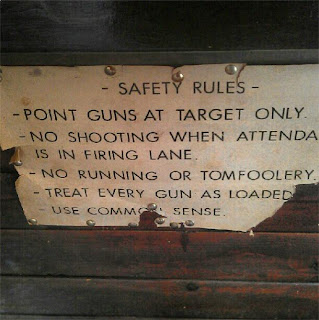 - SAFETY RULES -
- POINT GUNS AT TARGET ONLY.
- NO SHOOTING WHEN ATTENDA
IS IN FIRING LANE.
- NO RUNNING OR TOMFOOLERY.
- TREAT EVERY GUN AS LOADED
USE COMMON SENSE.